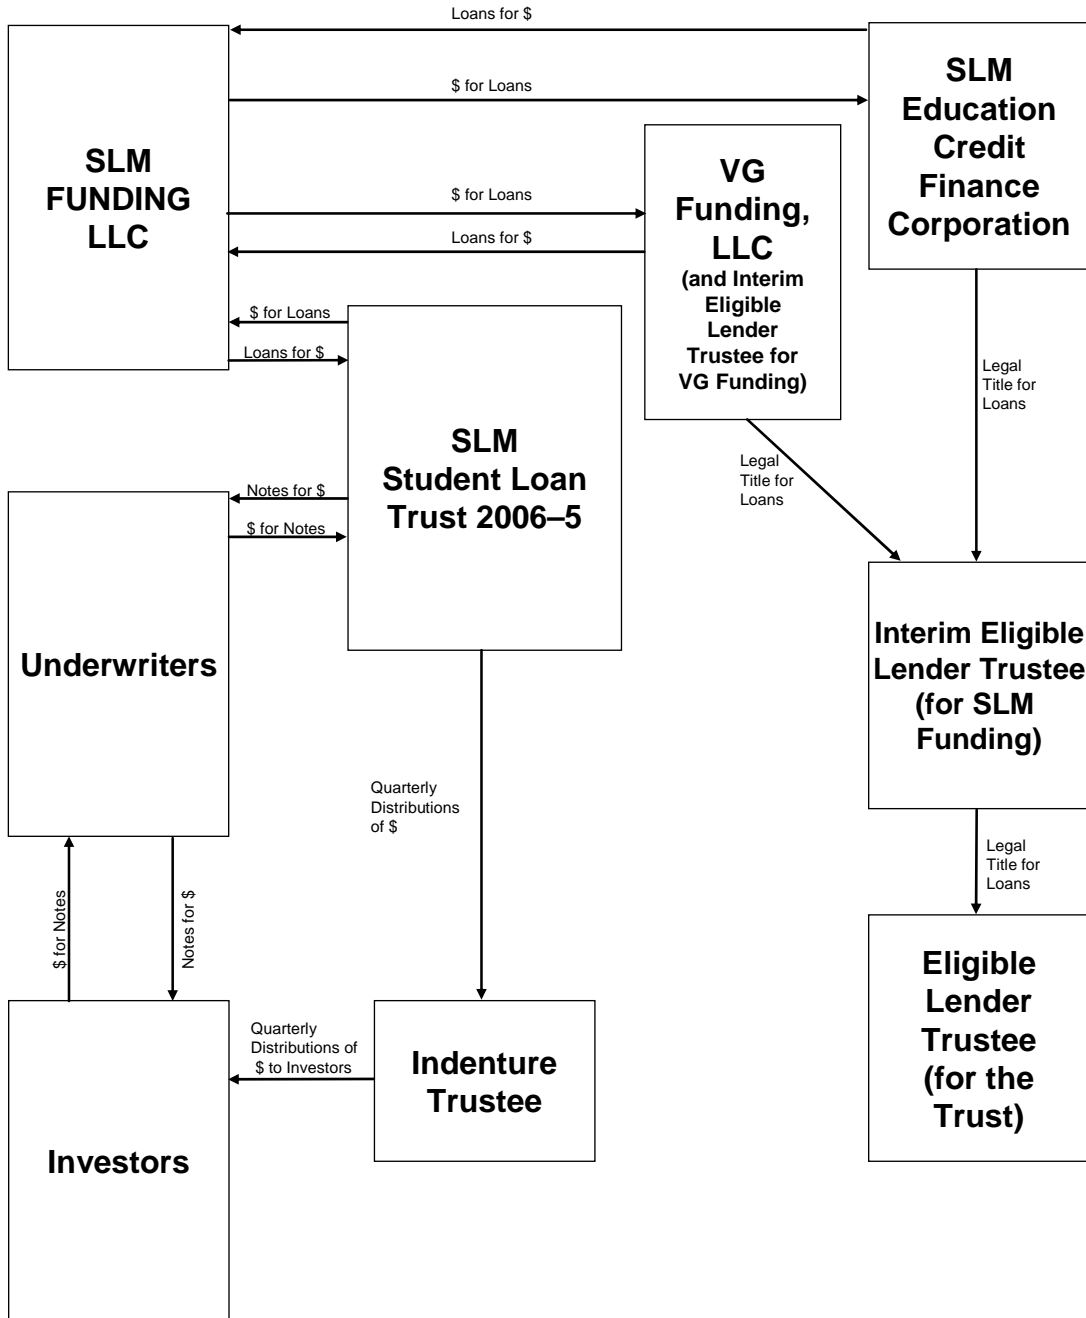 Loans for $
$ for Loans
SLM
FUNDING
LLC
SLM
Education
Credit
Finance
Corporation
VG
Funding,
LLC
(and Interim
Eligible
Lender
Trustee for
VG Funding)
$ for Loans
Loans for $
$ for Loans
Loans for $
SLM
Student Loan
Trust 2006–5
Legal
Title for
Loans
Legal
Title for
Loans
Notes for $
$ for Notes
Underwriters
Interim Eligible
Lender Trustee
(for SLM
Funding)
Quarterly
Distributions
of $
Legal
Title for
Loans
$ for Notes
Notes for $
Eligible
Lender
Trustee
(for the
Trust)
Quarterly
Distributions of
$ to Investors
Indenture
Trustee
Investors